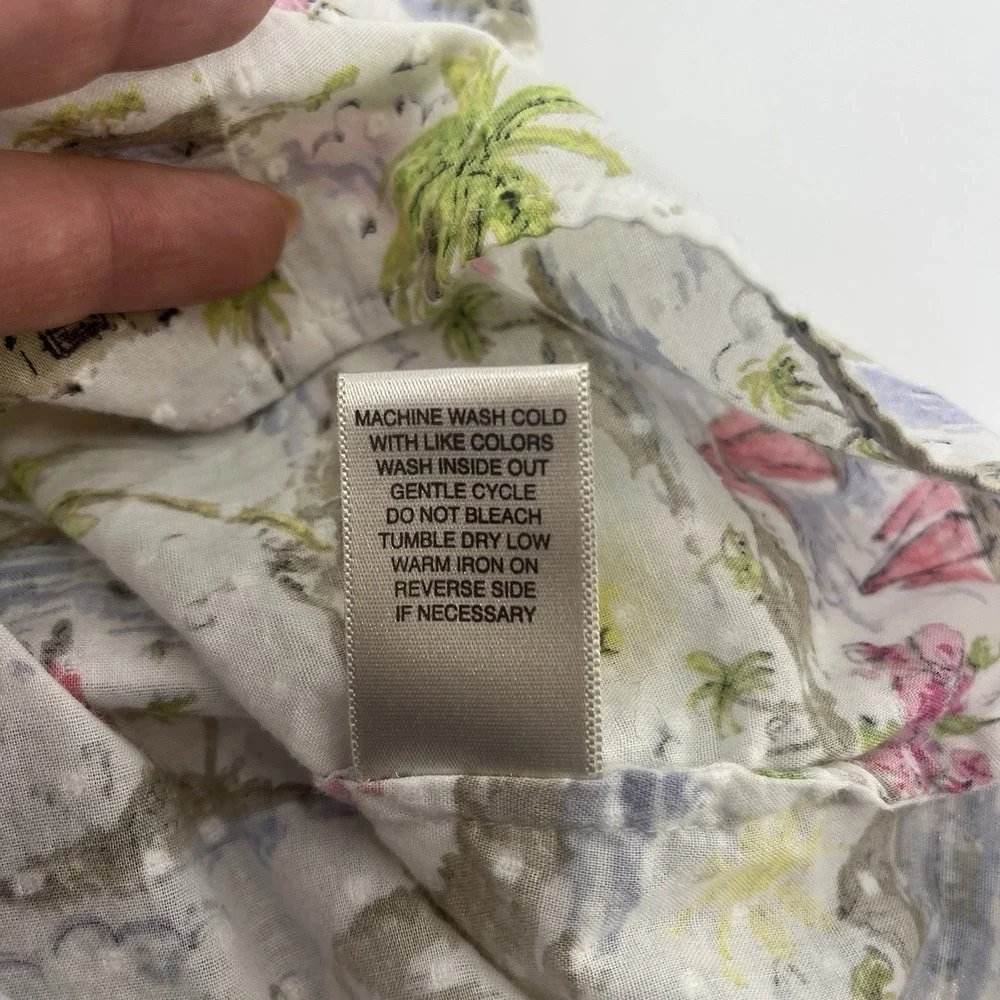 MACHINE WASH COLD
WITH LIKE COLORS
WASH INSIDE OUT
GENTLE CYCLE
DO NOT BLEACH
TUMBLE DRY LOW
WARM IRON ON
REVERSE SIDE
IF NECESSARY